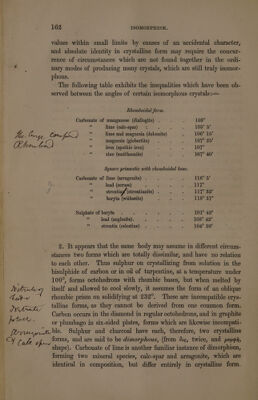 162
ISOMORPHISM.
values within small limits by causes of an accidental character,
and absolute identity in crystalline form may require the concur-
rence of circumstances which are not found together in the ordi-
nary modes of producing many crystals, which are still truly isomor-
phous.
The following table exhibits the inequalities which have been ob-
served between the angles of certain isomorphous crystals:—
Rhomboidal form.
Carbonate of manganese (diallogite) . . 103°
" lime (calc-spar) . . . 105° 5'
" lime and magnesia (dolomite) . 106° 15'
" magnesia (giobertite) . . 107° 25'
" iron (spathic iron) . . . 107°
" zinc (smithsonite) . . . 107° 40'
Square prismatic with rhomboidal base.
Carbonate of lime (arragonite) . . . 116° 5'
" lead (ceruse) . . . 117°
" strontia (strontianite) . . 117° 32'
" baryta (witherite) . . 118° 57'
Sulphate of baryta . . . . 101° 42'
" lead (anglesite) . . . 103° 42'
" strontia (celestine) . . . 104° 30'
2. It appears that the same body may assume in different circum-
stances two forms which are totally dissimilar, and have no relation
to each other. Thus sulphur on crystallizing from solution in the
bisulphide of carbon or in oil of turpentine, at a temperature under
100°, forms octohedrons with rhombic bases, but when melted by
itself and allowed to cool slowly, it assumes the form of an oblique
rhombic prism on solidifying at 232°. These are incompatible crys-
talline forms, as they cannot be derived from one common form.
Carbon occurs in the diamond in regular octohedrons, and in graphite
or plumbago in six-sided plates, forms which are likewise incompati-
ble. Sulphur and charcoal have each, therefore, two crystalline
forms, and are said to be dimorphous, (from δις, twice, and μορφη,
shape). Carbonate of lime is another familiar instance of dimorphism,
forming two mineral species, calc-spar and arragonite, which are
identical in composition, but differ entirely in crystalline form.